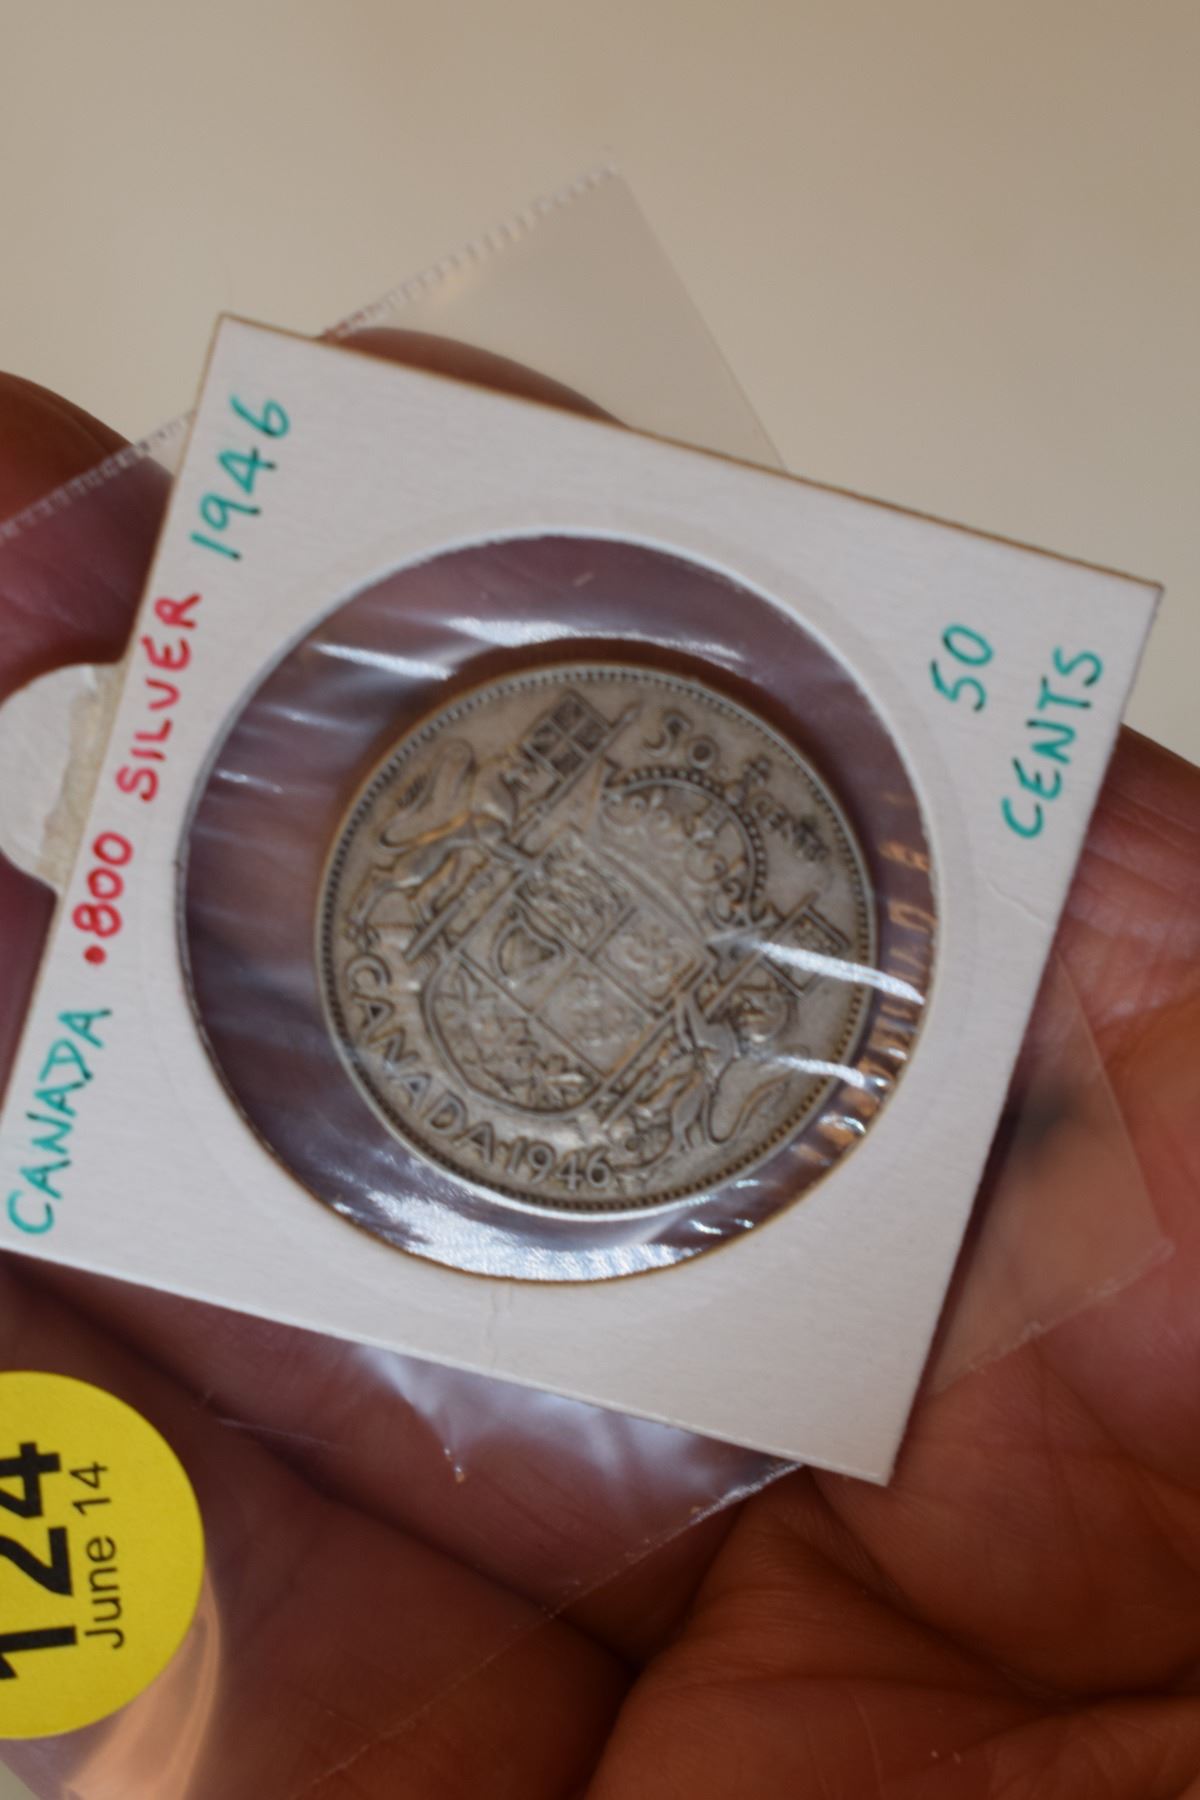 CANADA .800 SILVER 1946
50
CENTS
50 CENTS
CANADA 1946
124
June 14